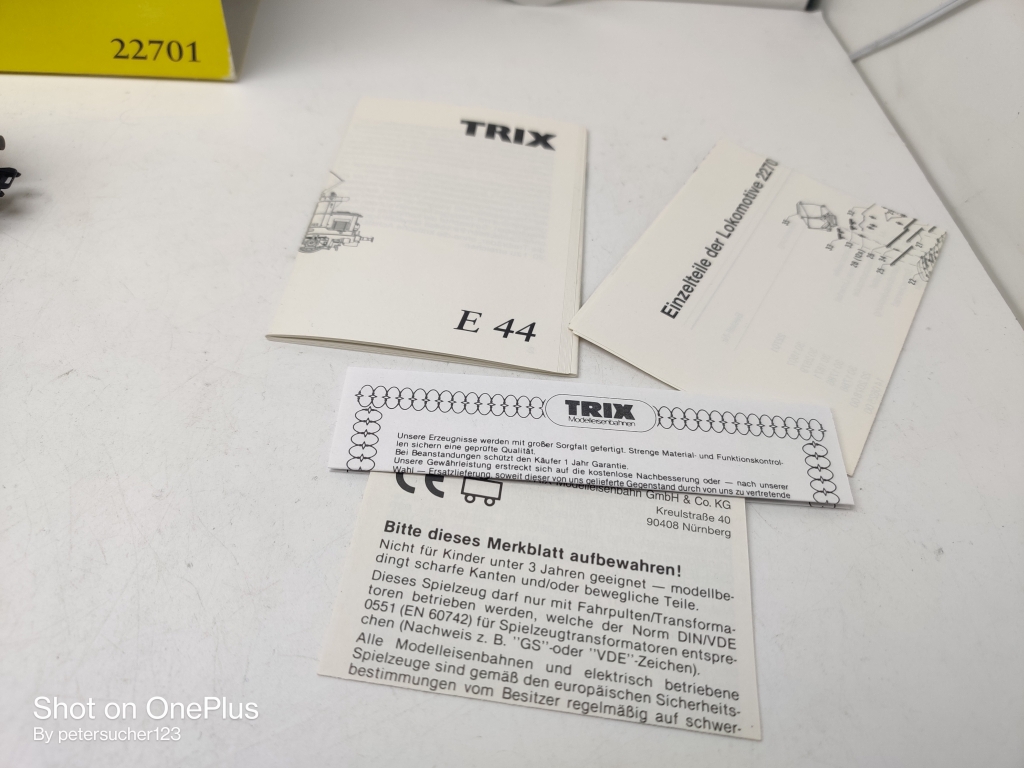 22701
TRIX
E 44
Einzelteile der Lokomotive 2270
TRIX
Modelleisenbahnen
Unsere Erzeugnisse werden mit großer Sorgfalt gefertigt. Strenge Material- und Funktionskontrol-
len sichern eine geprüfte Qualität.
Bei Beanstandungen schützt den Käufer 1 Jahr Garantie.
Unsere Gewährleistung erstreckt sich auf die kostenlose Nachbesserung oder — nach unserer
Wahl — Ersatzlieferung, soweit dieser von uns gelieferte Gegenstand durch von uns zu vertretende
CE
Modelleisenbahn GmbH & Co. KG
Kreulstraße 40
90408 Nürnberg
Bitte dieses Merkblatt aufbewahren!
Nicht für Kinder unter 3 Jahren geeignet — modellbe-
dingt scharfe Kanten und/oder bewegliche Teile.
Dieses Spielzeug darf nur mit Fahrpulten/Transforma-
toren betrieben werden, welche der Norm DIN/VDE
0551 (EN 60742) für Spielzeugtransformatoren entspre-
chen (Nachweis z. B. "GS"-oder "VDE"-Zeichen).
Alle Modelleisenbahnen und elektrisch betriebene
Spielzeuge sind gemäß den europäischen Sicherheits-
bestimmungen vom Besitzer regelmäßig auf schwer-
Shot on OnePlus
By petersucher123